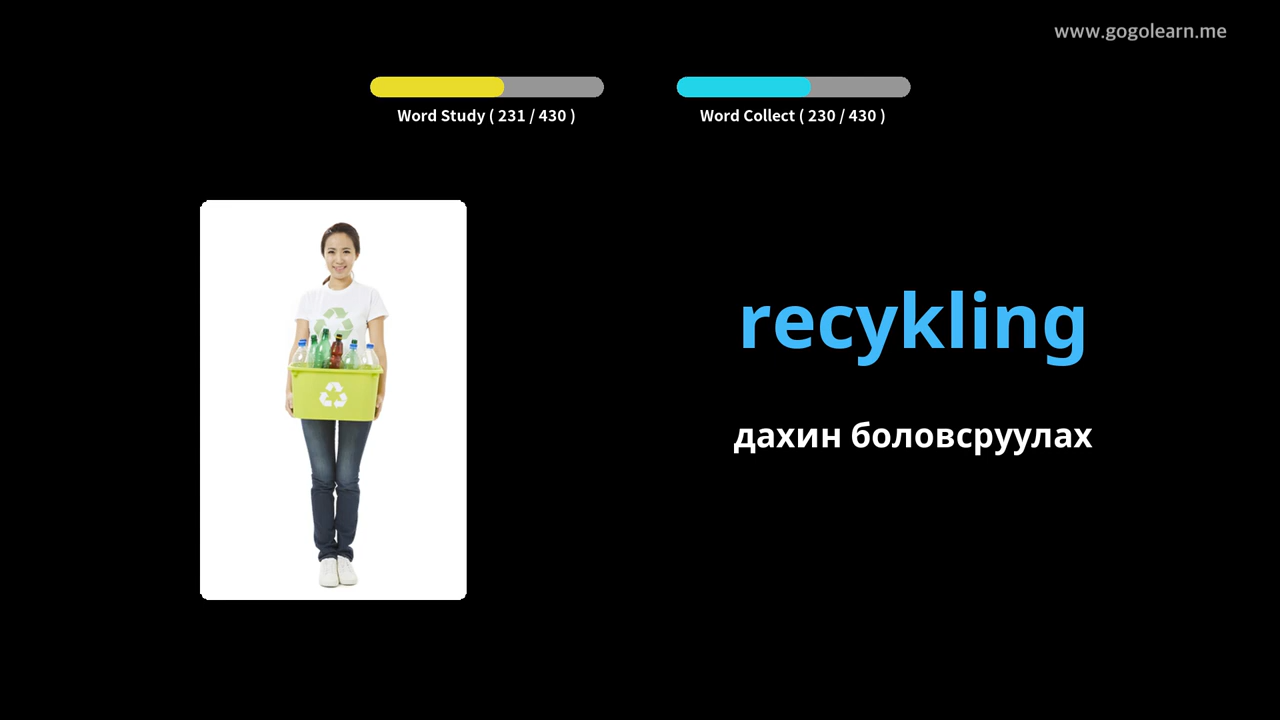 www.gogolearn.me
Word Study ( 231 / 430 )
Word Collect ( 230 / 430 )
recykling
дахин боловсруулах